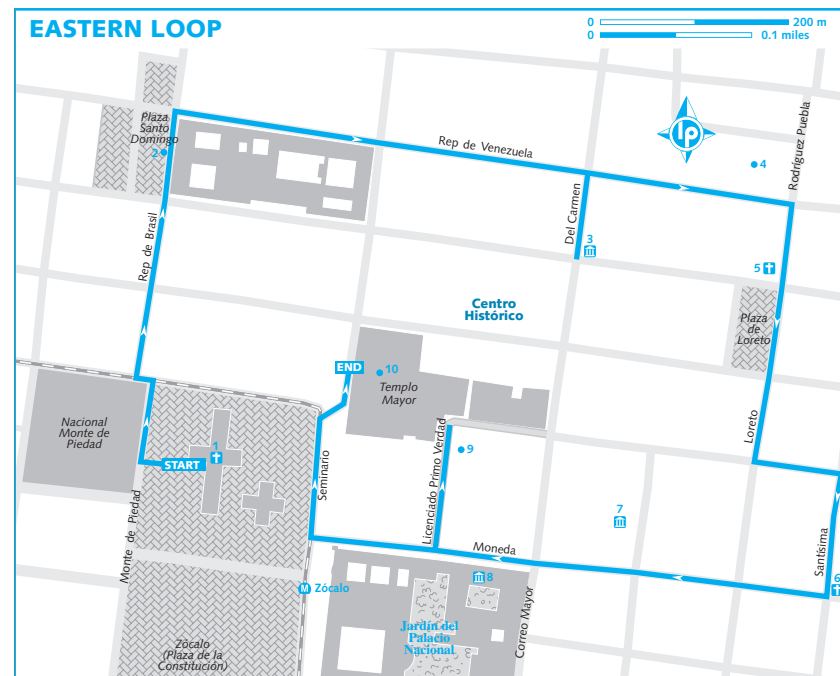 EASTERN LOOP
0 200 m
0 0.1 miles
lp
Plaza
Santo
Domingo
2
Rep de Venezuela
Rodríguez Puebla
4
Del Carmen
3
5
Rep de Brasil
Centro
Histórico
Plaza
de
Loreto
END
10
Templo
Mayor
Nacional
Monte de
Piedad
1
START
Seminario
Licenciado Primo Verdad
9
Loreto
7
Monte de Piedad
Moneda
Santísima
6
M Zócalo
8
Jardín del
Palacio
Nacional
Correo Mayor
Zócalo
(Plaza de la
Constitución)